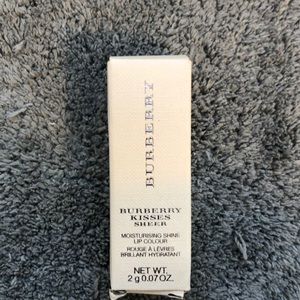 BURBERRY
BURBERRY
KISSES
SHEER
MOISTURISING SHINE
LIP COLOUR
ROUGE À LÈVRES
BRILLANT HYDRATANT
NET WT.
2 g 0.07 OZ.